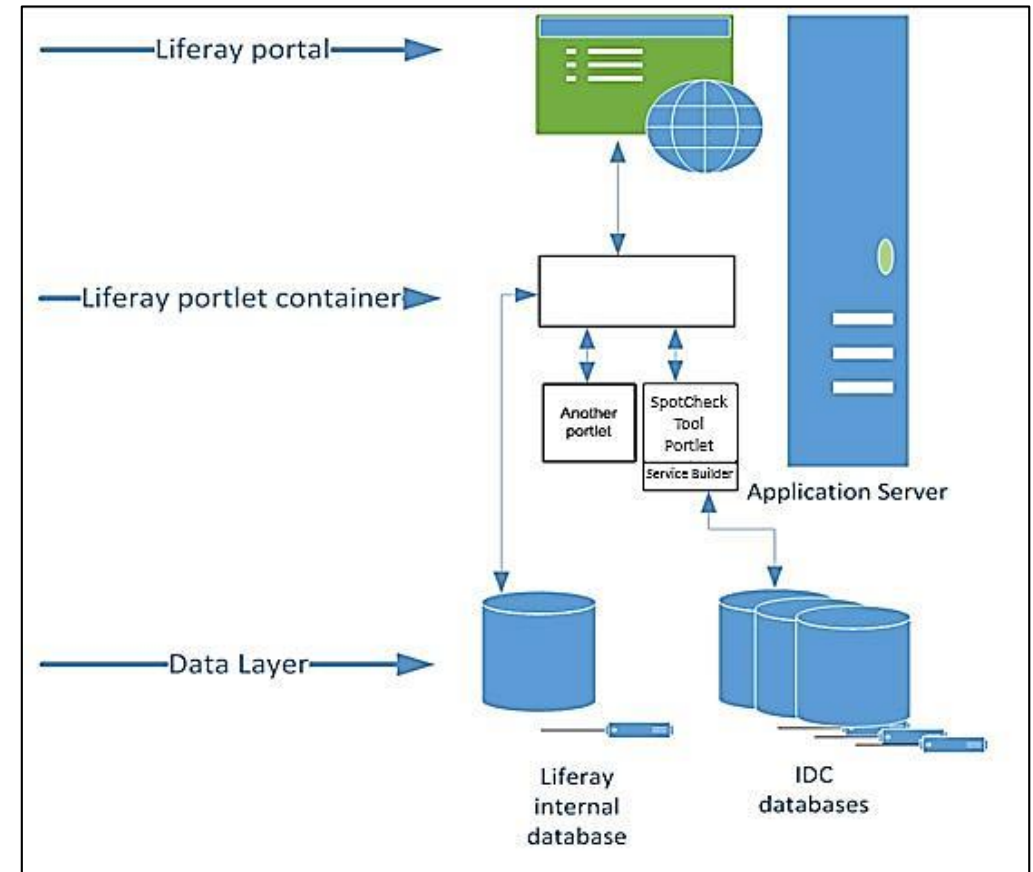 Liferay portal
Liferay portlet container
Another
portlet
SpotCheck
Tool
Portlet
Service Builder
Application Server
Data Layer
Liferay
internal
database
IDC
databases